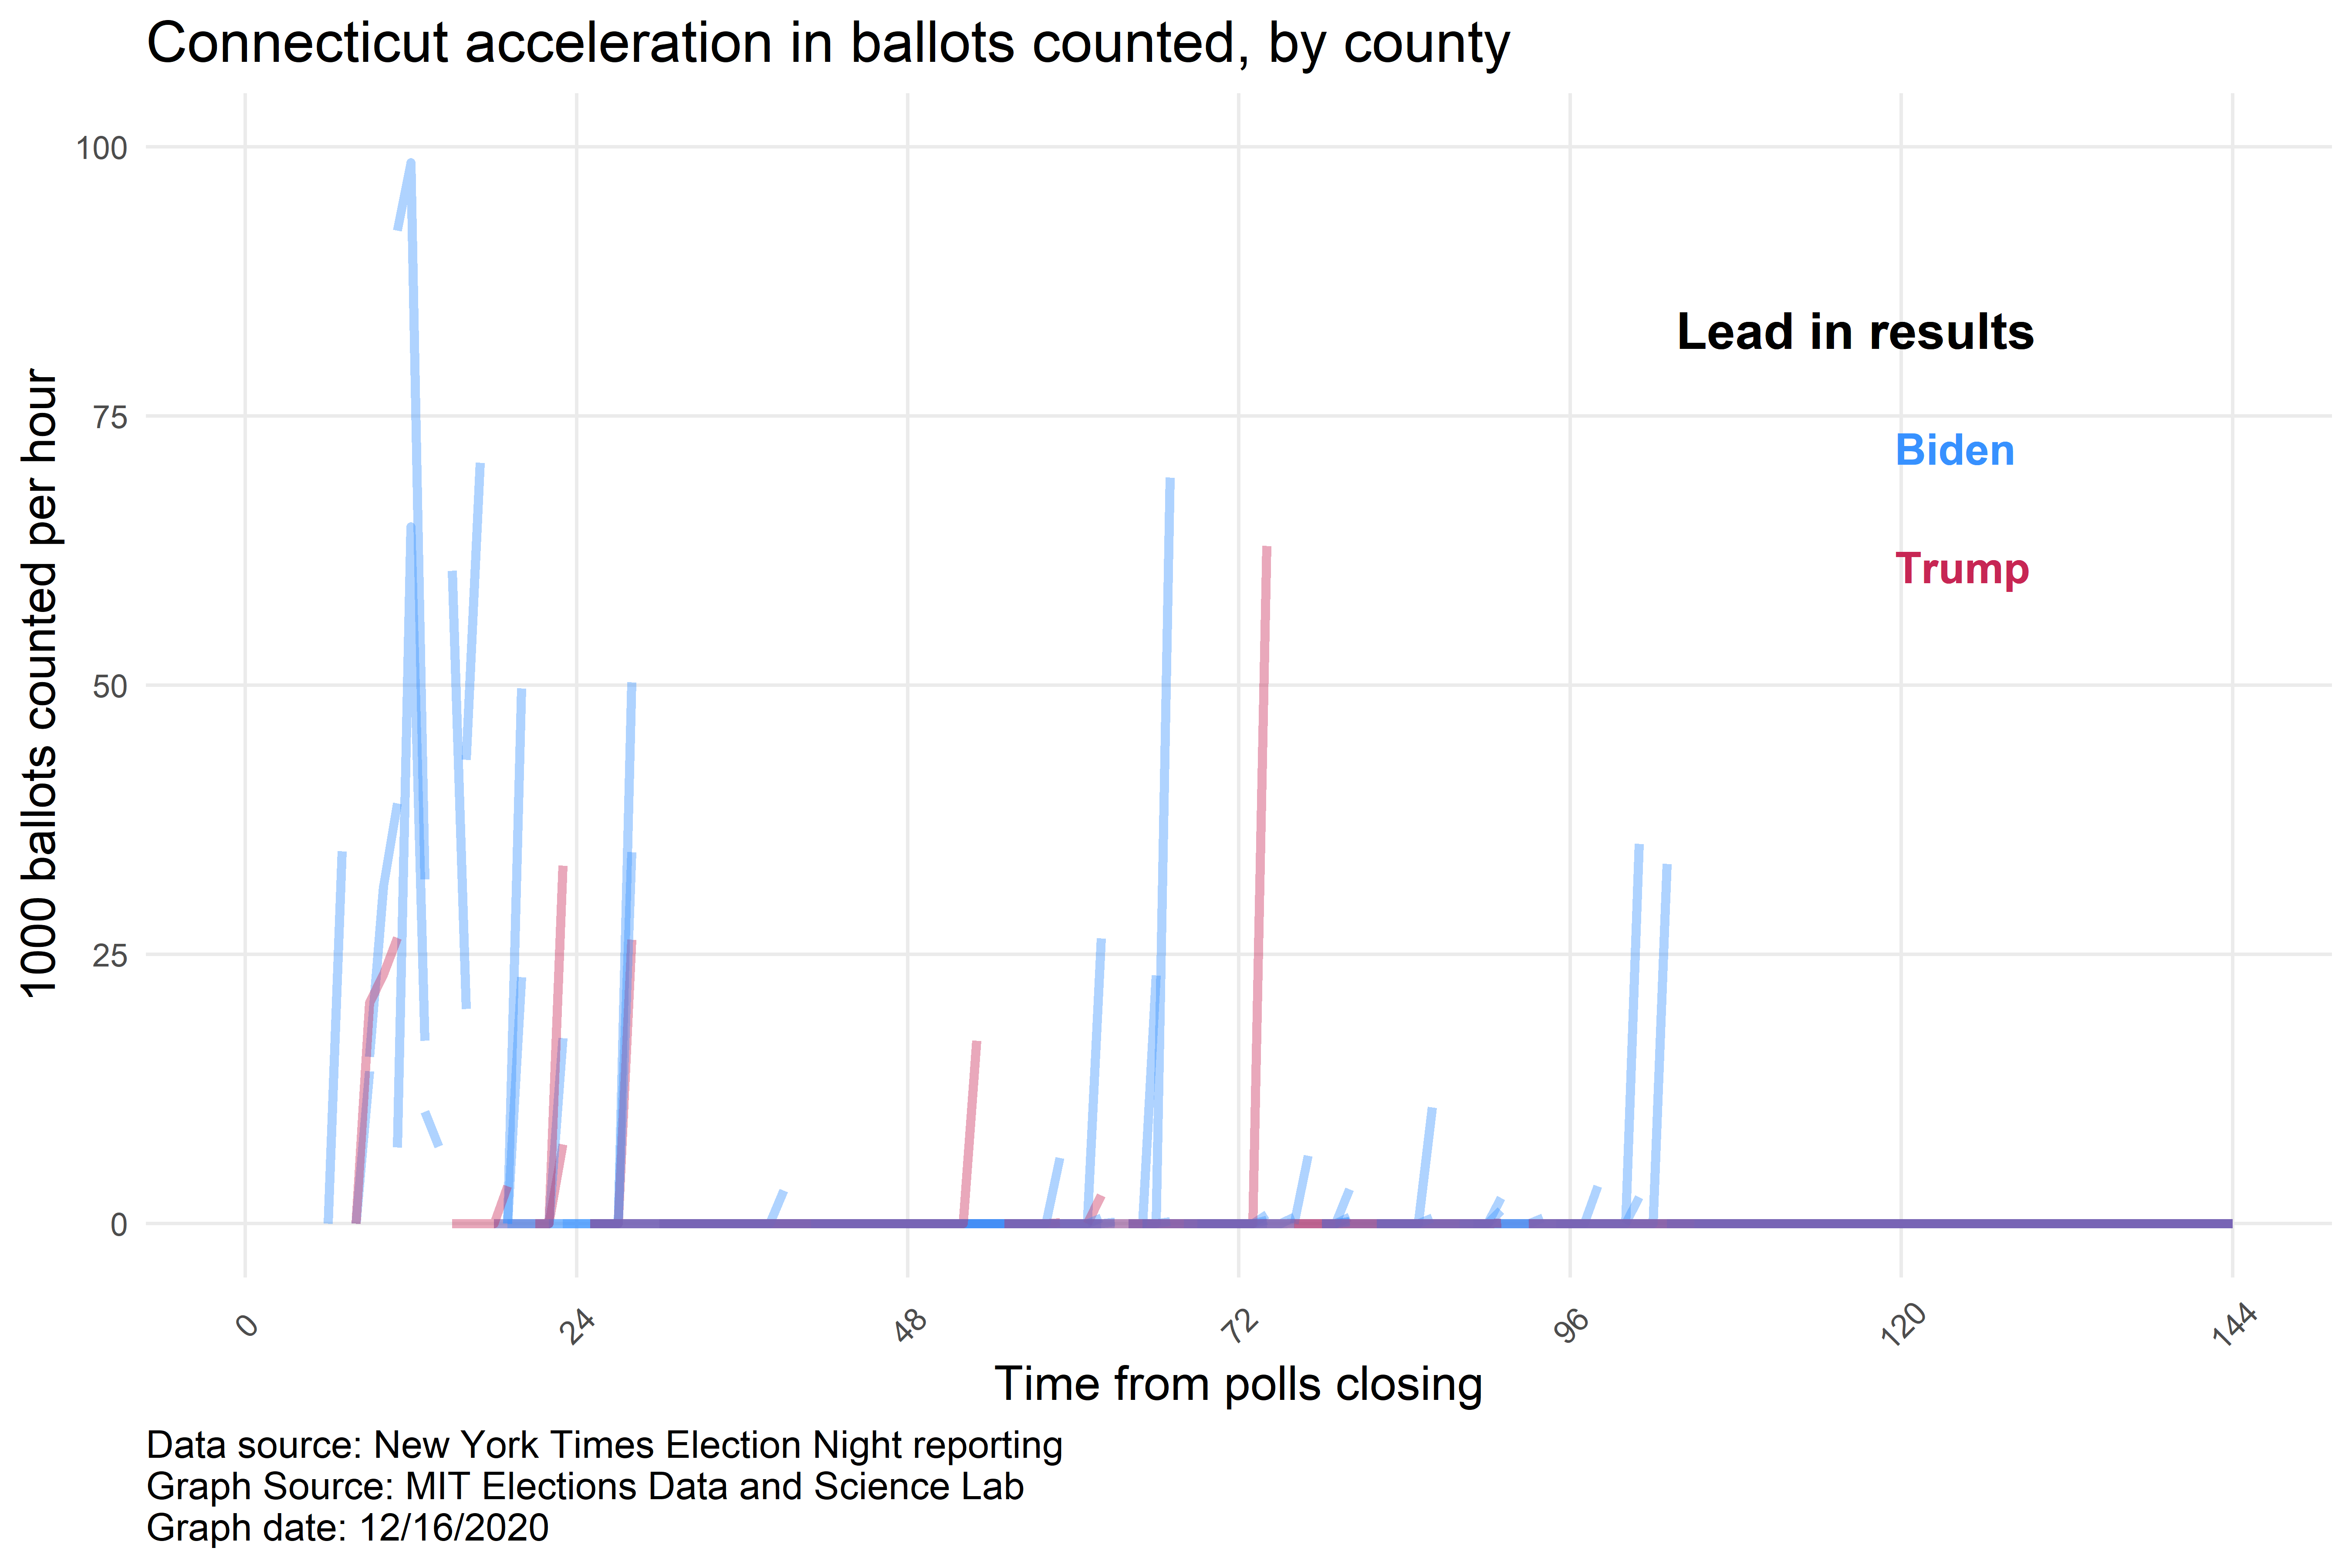 Connecticut acceleration in ballots counted, by county
1000 ballots counted per hour
100
75
50
25
0
Lead in results
Biden
Trump
0 24 48 72 96 120 144
Time from polls closing
Data source: New York Times Election Night reporting
Graph Source: MIT Elections Data and Science Lab
Graph date: 12/16/2020